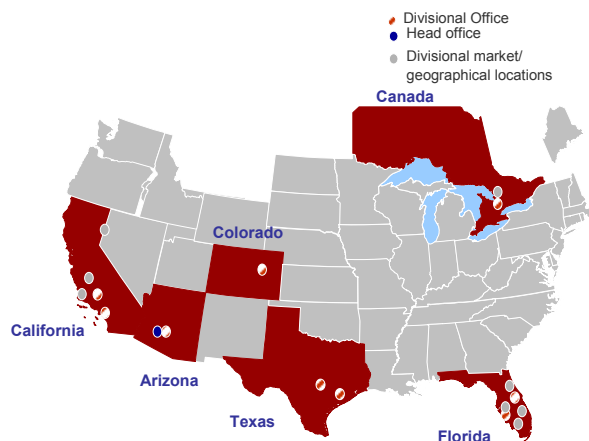 Divisional Office
Head office
Divisional market/
geographical locations
Canada
Colorado
California
Arizona
Texas
Florida